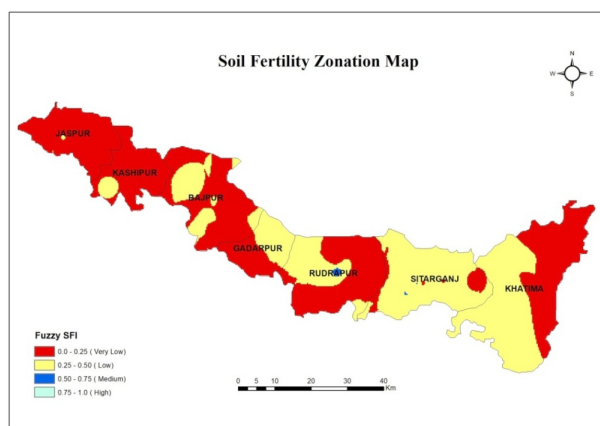 Soil Fertility Zonation Map
N
W E
S
JASPUR
KASHIPUR
BAJPUR
GADARPUR
RUDRAPUR
SITARGANJ
KHATIMA
Fuzzy SFI
0.0 - 0.25 ( Very Low)
0.25 - 0.50 ( Low)
0.50 - 0.75 ( Medium)
0.75 - 1.0 ( High)
0 5 10 20 30 40
Km